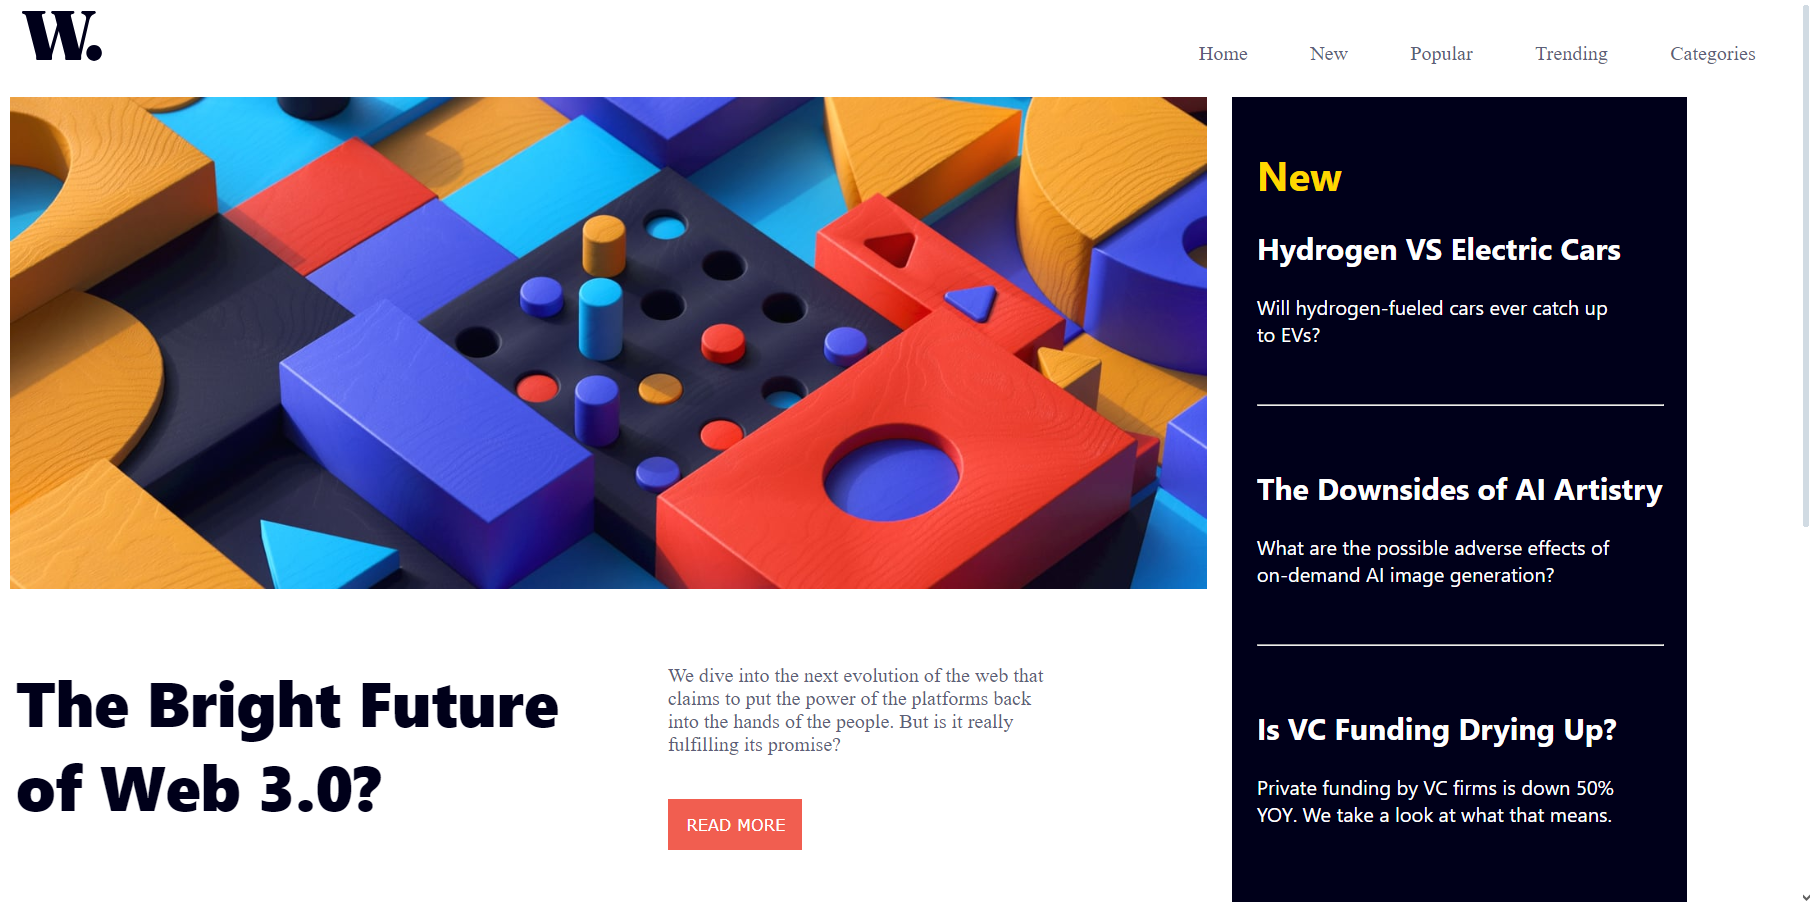 W.
Home New Popular Trending Categories
New
Hydrogen VS Electric Cars
Will hydrogen-fueled cars ever catch up
to EVs?
The Downsides of AI Artistry
What are the possible adverse effects of
on-demand AI image generation?
Is VC Funding Drying Up?
Private funding by VC firms is down 50%
YOY. We take a look at what that means.
The Bright Future
of Web 3.0?
We dive into the next evolution of the web that
claims to put the power of the platforms back
into the hands of the people. But is it really
fulfilling its promise?
READ MORE